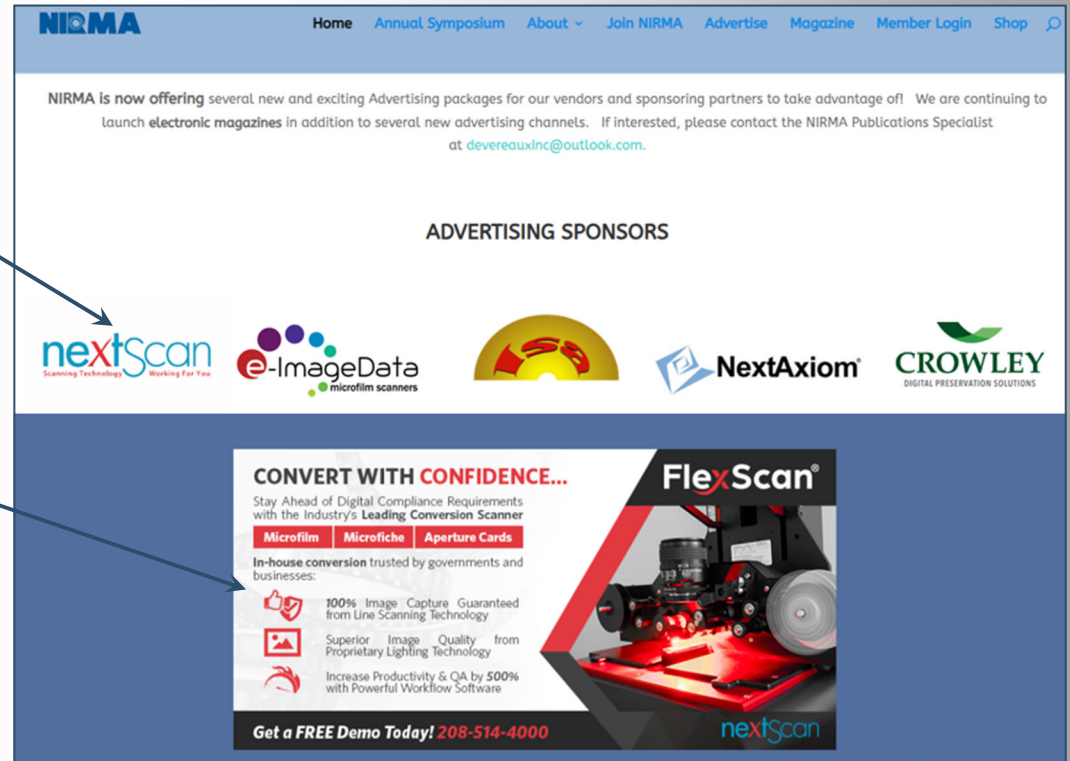 NIRMA
Home Annual Symposium About Join NIRMA Advertise Magazine Member Login Shop
NIRMA is now offering several new and exciting Advertising packages for our vendors and sponsoring partners to take advantage of! We are continuing to
launch electronic magazines in addition to several new advertising channels. If interested, please contact the NIRMA Publications Specialist
at devereauxInc@outlook.com.
ADVERTISING SPONSORS
nextScan
Scanning Technology Working For You
e-ImageData
microfilm scanners
ISA
NextAxiom®
CROWLEY
DIGITAL PRESERVATION SOLUTIONS
CONVERT WITH CONFIDENCE...
Stay Ahead of Digital Compliance Requirements
with the Industry's Leading Conversion Scanner
Microfilm Microfiche Aperture Cards
In-house conversion trusted by governments and
businesses:
100% Image Capture Guaranteed
from Line Scanning Technology
Superior Image Quality from
Proprietary Lighting Technology
Increase Productivity & QA by 500%
with Powerful Workflow Software
Get a FREE Demo Today! 208-514-4000
FlexScan®
nextScan